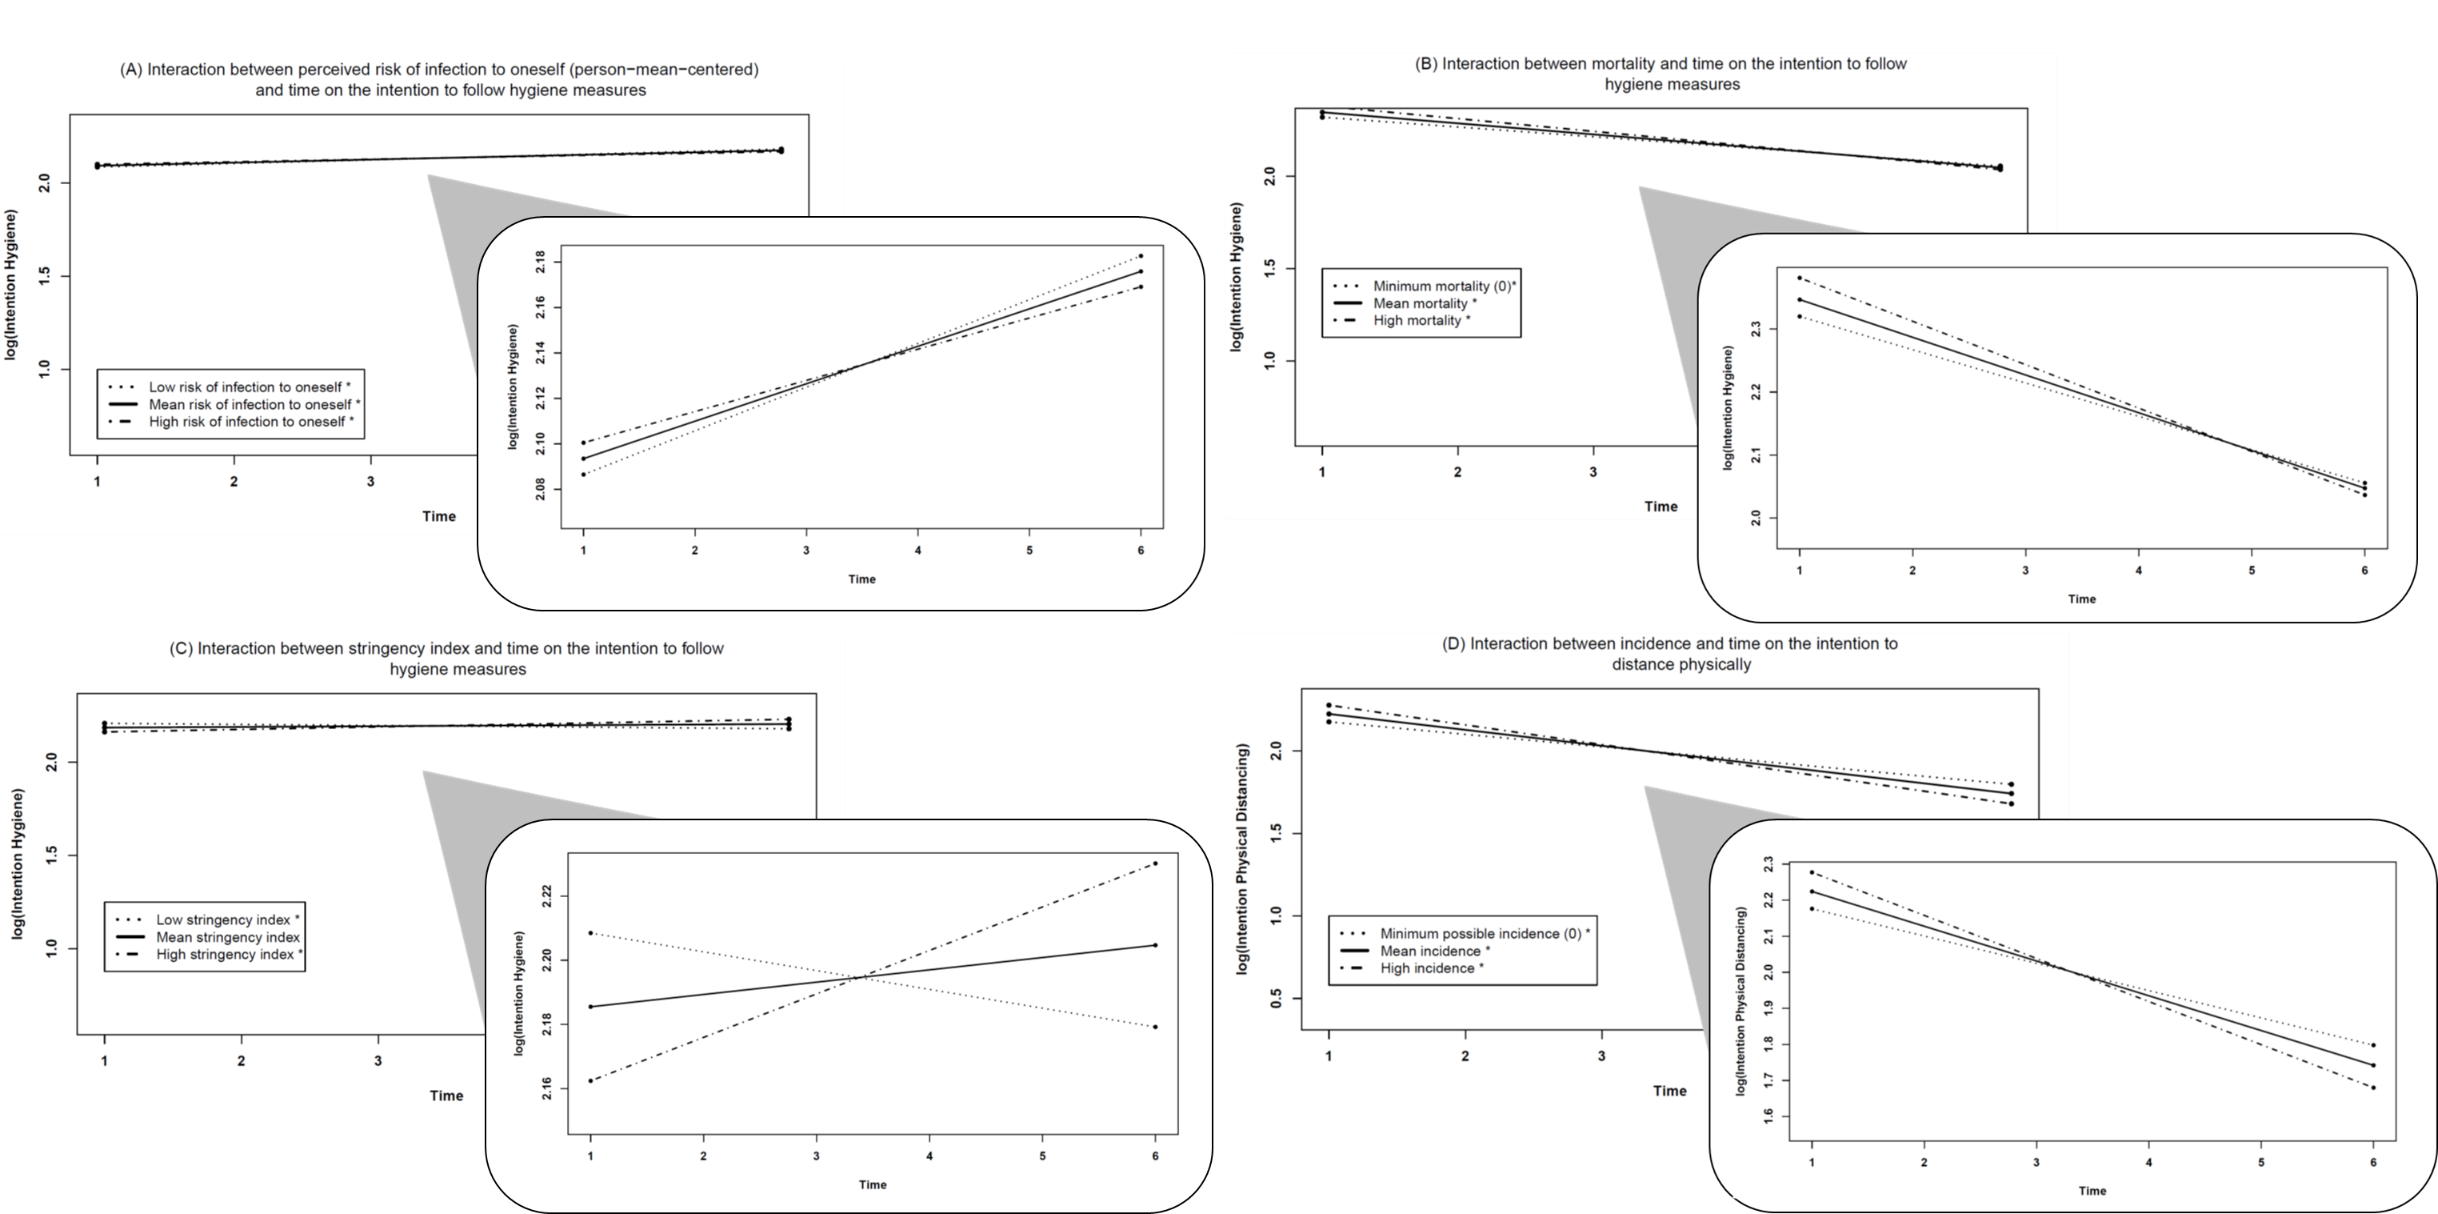 (A) Interaction between perceived risk of infection to oneself (person−mean−centered)
and time on the intention to follow hygiene measures
log(Intention Hygiene)
2.0
1.5
1.0
Low risk of infection to oneself *
Mean risk of infection to oneself *
High risk of infection to oneself *
1 2 3
Time
log(Intention Hygiene)
2.18
2.16
2.14
2.12
2.10
2.08
1 2 3 4 5 6
Time
(B) Interaction between mortality and time on the intention to follow
hygiene measures
log(Intention Hygiene)
2.0
1.5
1.0
Minimum mortality (0)*
Mean mortality *
High mortality *
1 2 3
Time
log(Intention Hygiene)
2.3
2.2
2.1
2.0
1 2 3 4 5 6
Time
(C) Interaction between stringency index and time on the intention to follow
hygiene measures
log(Intention Hygiene)
2.0
1.5
1.0
Low stringency index *
Mean stringency index
High stringency index *
1 2 3
Time
log(Intention Hygiene)
2.22
2.20
2.18
2.16
1 2 3 4 5 6
Time
(D) Interaction between incidence and time on the intention to
distance physically
log(Intention Physical Distancing)
2.0
1.5
1.0
0.5
Minimum possible incidence (0) *
Mean incidence *
High incidence *
1 2 3
Time
log(Intention Physical Distancing)
2.3
2.2
2.1
2.0
1.9
1.8
1.7
1.6
1 2 3 4 5 6
Time